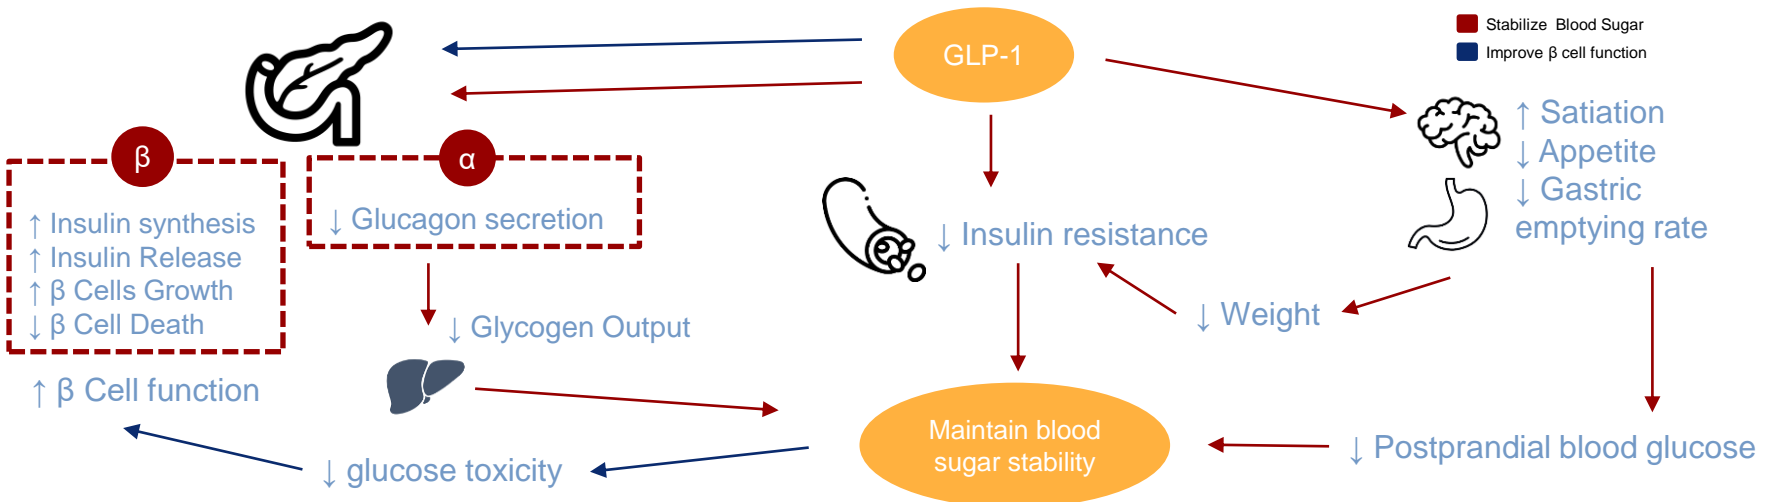 GLP-1
Stabilize Blood Sugar
Improve β cell function
β
↑ Insulin synthesis
↑ Insulin Release
↑ β Cells Growth
↓ β Cell Death
↑ β Cell function
α
↓ Glucagon secretion
↓ Glycogen Output
↓ Insulin resistance
↑ Satiation
↓ Appetite
↓ Gastric
emptying rate
↓ Weight
↓ Postprandial blood glucose
Maintain blood
sugar stability
↓ glucose toxicity